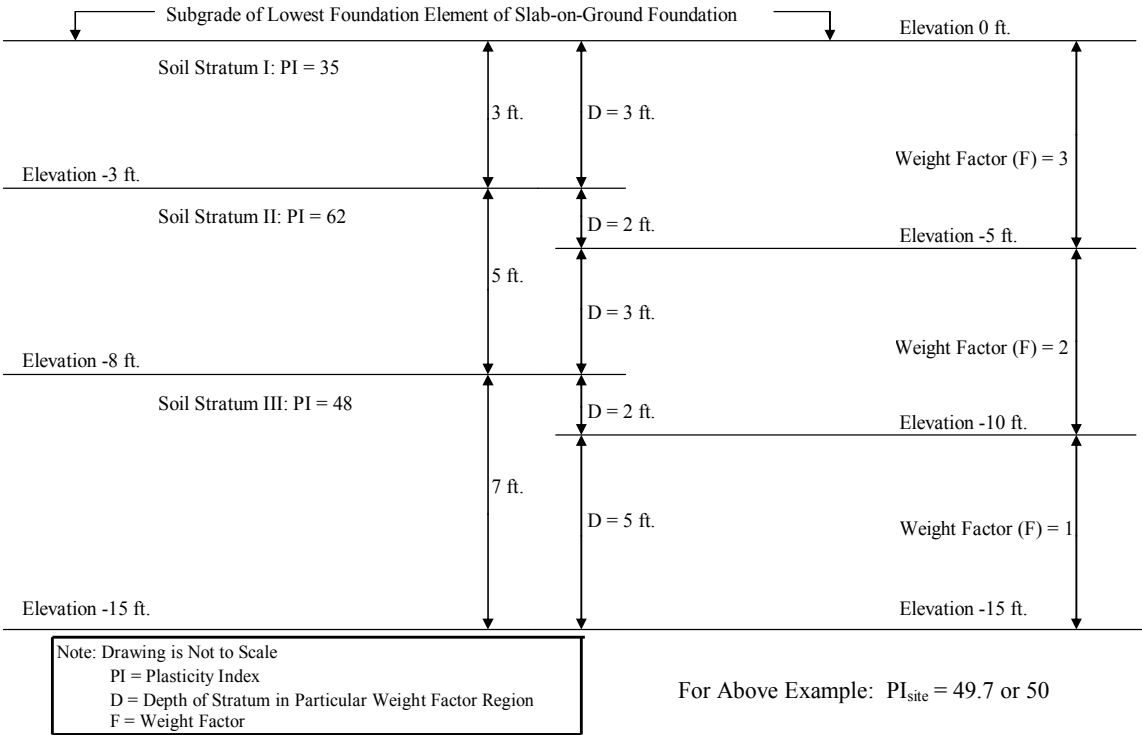 Subgrade of Lowest Foundation Element of Slab-on-Ground Foundation
Elevation 0 ft.
Soil Stratum I: PI = 35
3 ft.
D = 3 ft.
Weight Factor (F) = 3
Elevation -3 ft.
Soil Stratum II: PI = 62
D = 2 ft.
Elevation -5 ft.
5 ft.
D = 3 ft.
Weight Factor (F) = 2
Elevation -8 ft.
Soil Stratum III: PI = 48
D = 2 ft.
Elevation -10 ft.
7 ft.
D = 5 ft.
Weight Factor (F) = 1
Elevation -15 ft.
Elevation -15 ft.
Note: Drawing is Not to Scale
PI = Plasticity Index
D = Depth of Stratum in Particular Weight Factor Region
F = Weight Factor
For Above Example: PIsite = 49.7 or 50